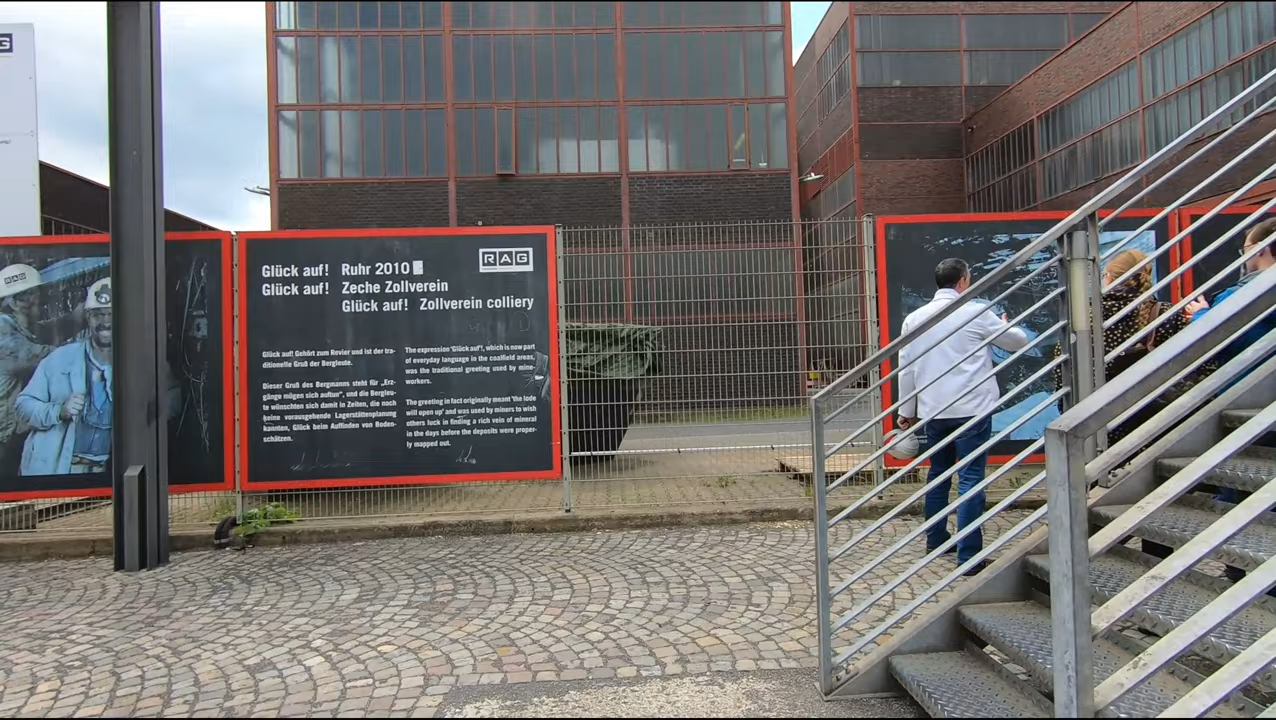 RAG
RAG
Glück auf! Ruhr 2010
Glück auf! Zeche Zollverein
Glück auf! Zollverein colliery
RAG
Glück auf! Gehört zum Revier und ist der tra-
ditionelle Gruß der Bergleute.
Dieser Gruß des Bergmanns steht für „Erz-
gänge mögen sich auftun“, und die Bergleu-
te wünschten sich damit in Zeiten, die noch
keine vorausgehende Lagerstättenplanung
kannten, Glück beim Auffinden von Boden-
schätzen.
The expression 'Glück auf!', which is now part
of everyday language in the coalfield areas,
was the traditional greeting used by mine-
workers.
The greeting in fact originally meant 'the lode
will open up' and was used by miners to wish
others luck in finding a rich vein of mineral
in the days before the deposits were proper-
ly mapped out.